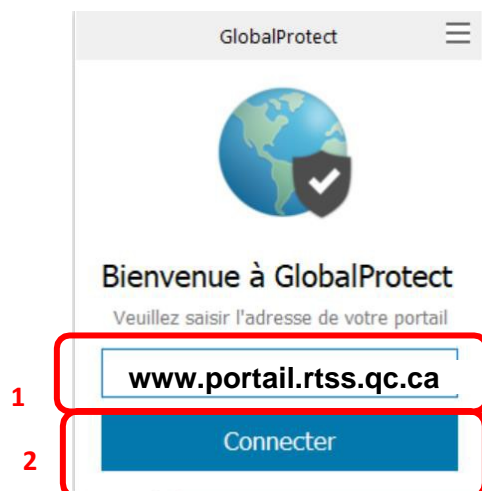 GlobalProtect
Bienvenue à GlobalProtect
Veuillez saisir l'adresse de votre portail
1
www.portail.rtss.qc.ca
2
Connecter